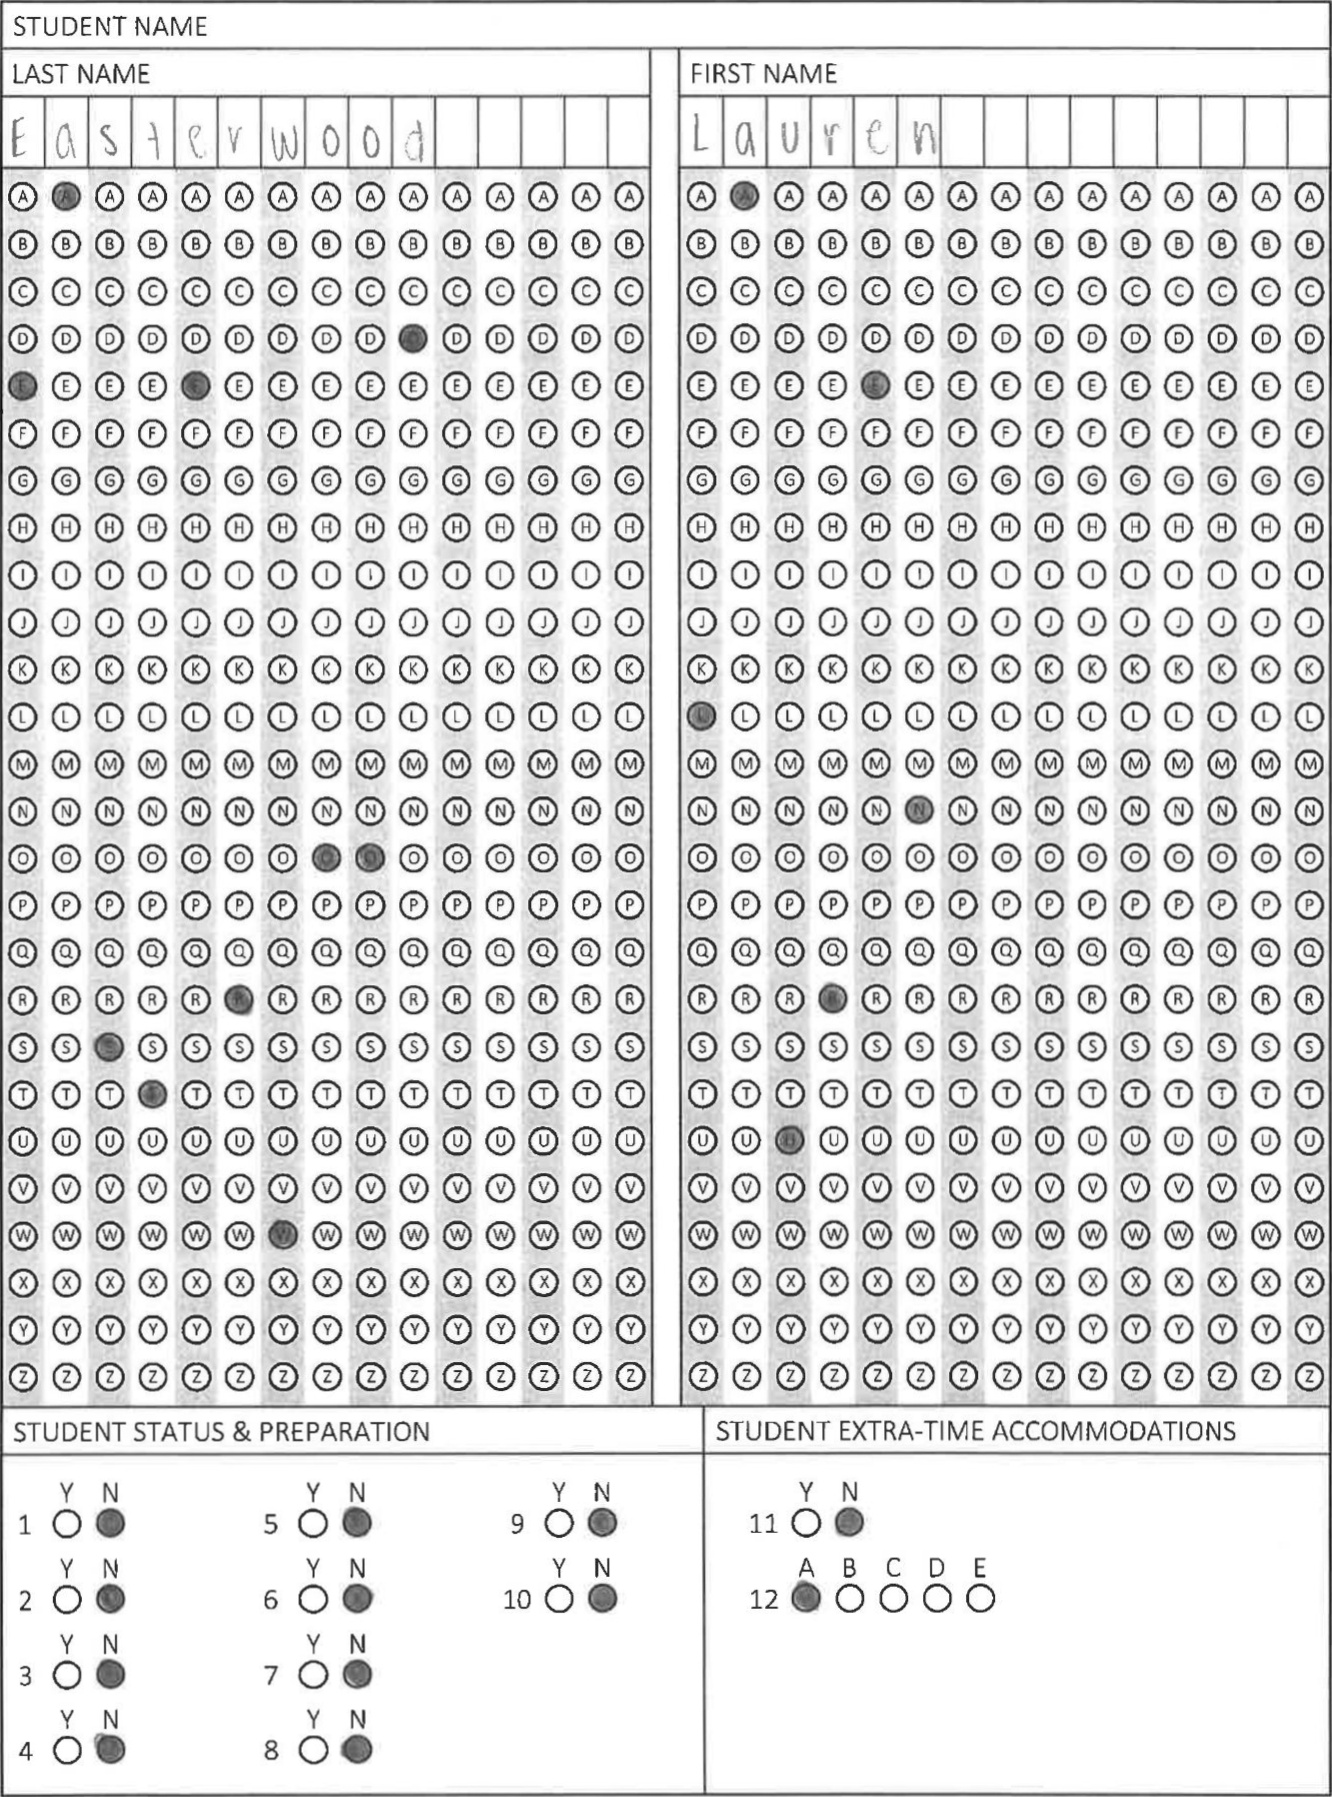 STUDENT NAME
LAST NAME FIRST NAME
Easterwood Lauren
A A A A A A A A A A A A A A A A A A A A A A A A A A A A A A
B B B B B B B B B B B B B B B B B B B B B B B B B B B B B B
C C C C C C C C C C C C C C C C C C C C C C C C C C C C C C
D D D D D D D D D D D D D D D D D D D D D D D D D D D D D D
E E E E E E E E E E E E E E E E E E E E E E E E E E E E E E
F F F F F F F F F F F F F F F F F F F F F F F F F F F F F F
G G G G G G G G G G G G G G G G G G G G G G G G G G G G G G
H H H H H H H H H H H H H H H H H H H H H H H H H H H H H H
I I I I I I I I I I I I I I I I I I I I I I I I I I I I I I
J J J J J J J J J J J J J J J J J J J J J J J J J J J J J J
K K K K K K K K K K K K K K K K K K K K K K K K K K K K K K
L L L L L L L L L L L L L L L L L L L L L L L L L L L L L L
M M M M M M M M M M M M M M M M M M M M M M M M M M M M M M
N N N N N N N N N N N N N N N N N N N N N N N N N N N N N N
O O O O O O O O O O O O O O O O O O O O O O O O O O O O O O
P P P P P P P P P P P P P P P P P P P P P P P P P P P P P P
Q Q Q Q Q Q Q Q Q Q Q Q Q Q Q Q Q Q Q Q Q Q Q Q Q Q Q Q Q Q
R R R R R R R R R R R R R R R R R R R R R R R R R R R R R R
S S S S S S S S S S S S S S S S S S S S S S S S S S S S S S
T T T T T T T T T T T T T T T T T T T T T T T T T T T T T T
U U U U U U U U U U U U U U U U U U U U U U U U U U U U U U
V V V V V V V V V V V V V V V V V V V V V V V V V V V V V V
W W W W W W W W W W W W W W W W W W W W W W W W W W W W W W
X X X X X X X X X X X X X X X X X X X X X X X X X X X X X X
Y Y Y Y Y Y Y Y Y Y Y Y Y Y Y Y Y Y Y Y Y Y Y Y Y Y Y Y Y Y
Z Z Z Z Z Z Z Z Z Z Z Z Z Z Z Z Z Z Z Z Z Z Z Z Z Z Z Z Z Z
STUDENT STATUS & PREPARATION
Y N Y N Y N
1 5 9
Y N Y N Y N
2 6 10
Y N Y N
3 7
Y N Y N
4 8
STUDENT EXTRA-TIME ACCOMMODATIONS
Y N
11
A B C D E
12